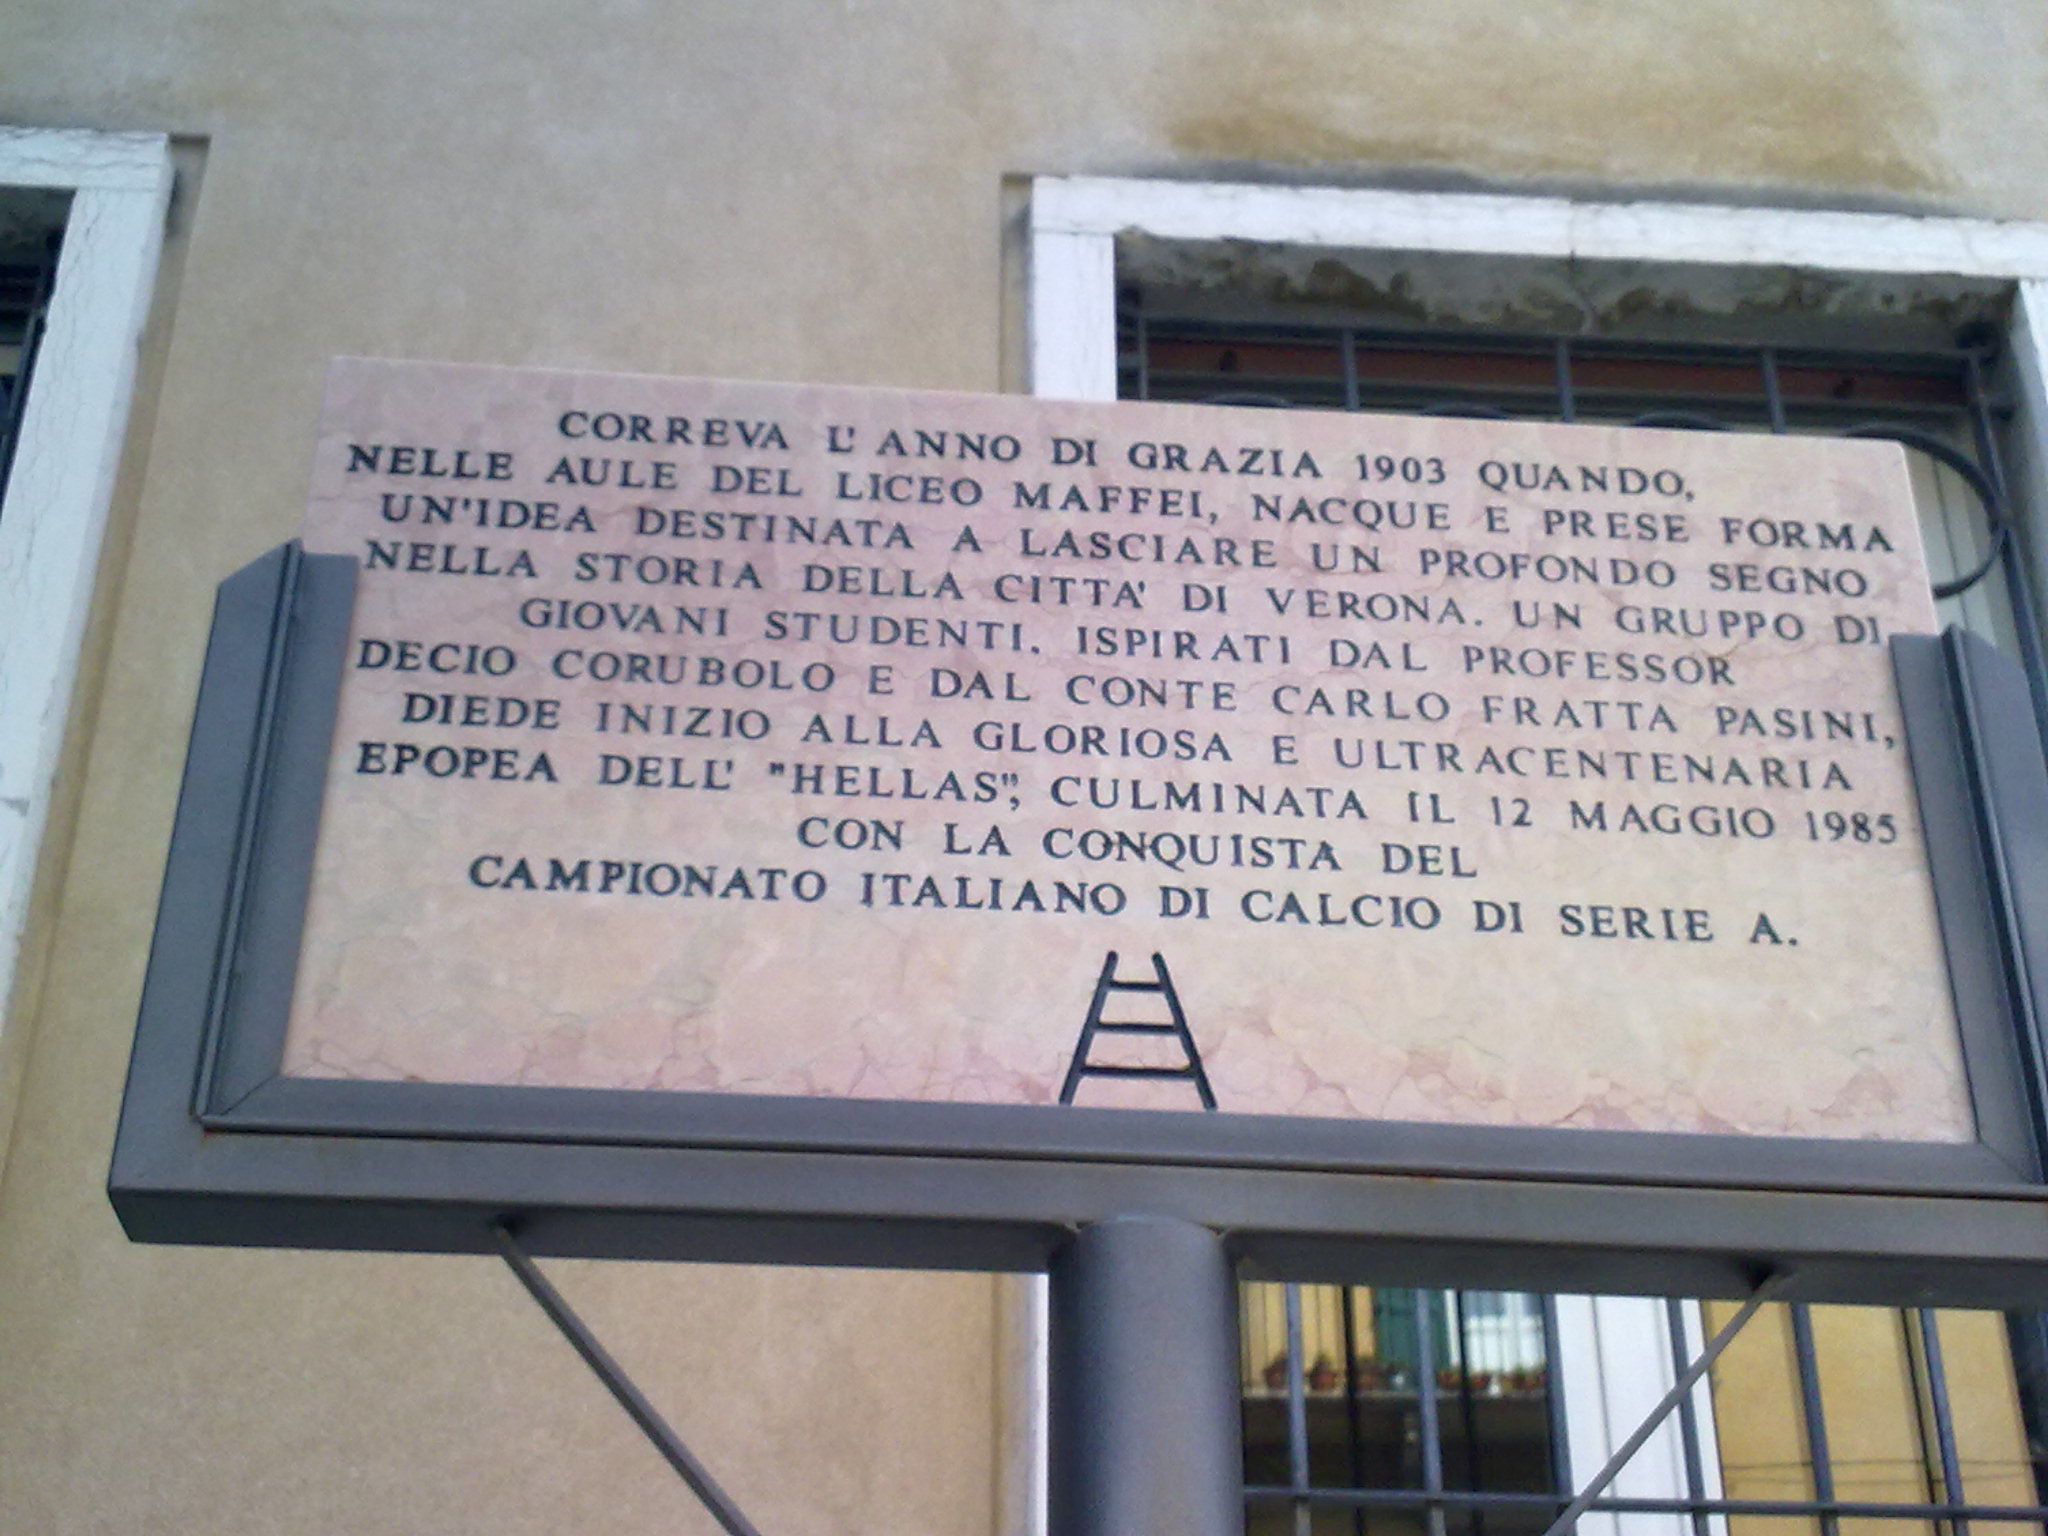 CORREVA L' ANNO DI GRAZIA 1903 QUANDO,
NELLE AULE DEL LICEO MAFFEI, NACQUE E PRESE FORMA
UN'IDEA DESTINATA A LASCIARE UN PROFONDO SEGNO
NELLA STORIA DELLA CITTA' DI VERONA. UN GRUPPO DI
GIOVANI STUDENTI. ISPIRATI DAL PROFESSOR
DECIO CORUBOLO E DAL CONTE CARLO FRATTA PASINI,
DIEDE INIZIO ALLA GLORIOSA E ULTRACENTENARIA
EPOPEA DELL' "HELLAS", CULMINATA IL 12 MAGGIO 1985
CON LA CONQUISTA DEL
CAMPIONATO ITALIANO DI CALCIO DI SERIE A.